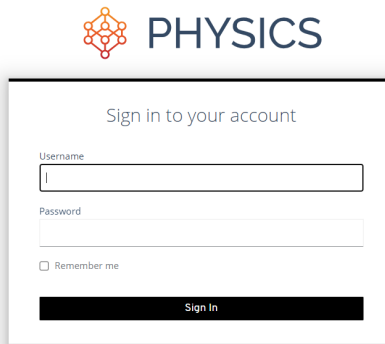 PHYSICS
Sign in to your account
Username
Password
Remember me
Sign In